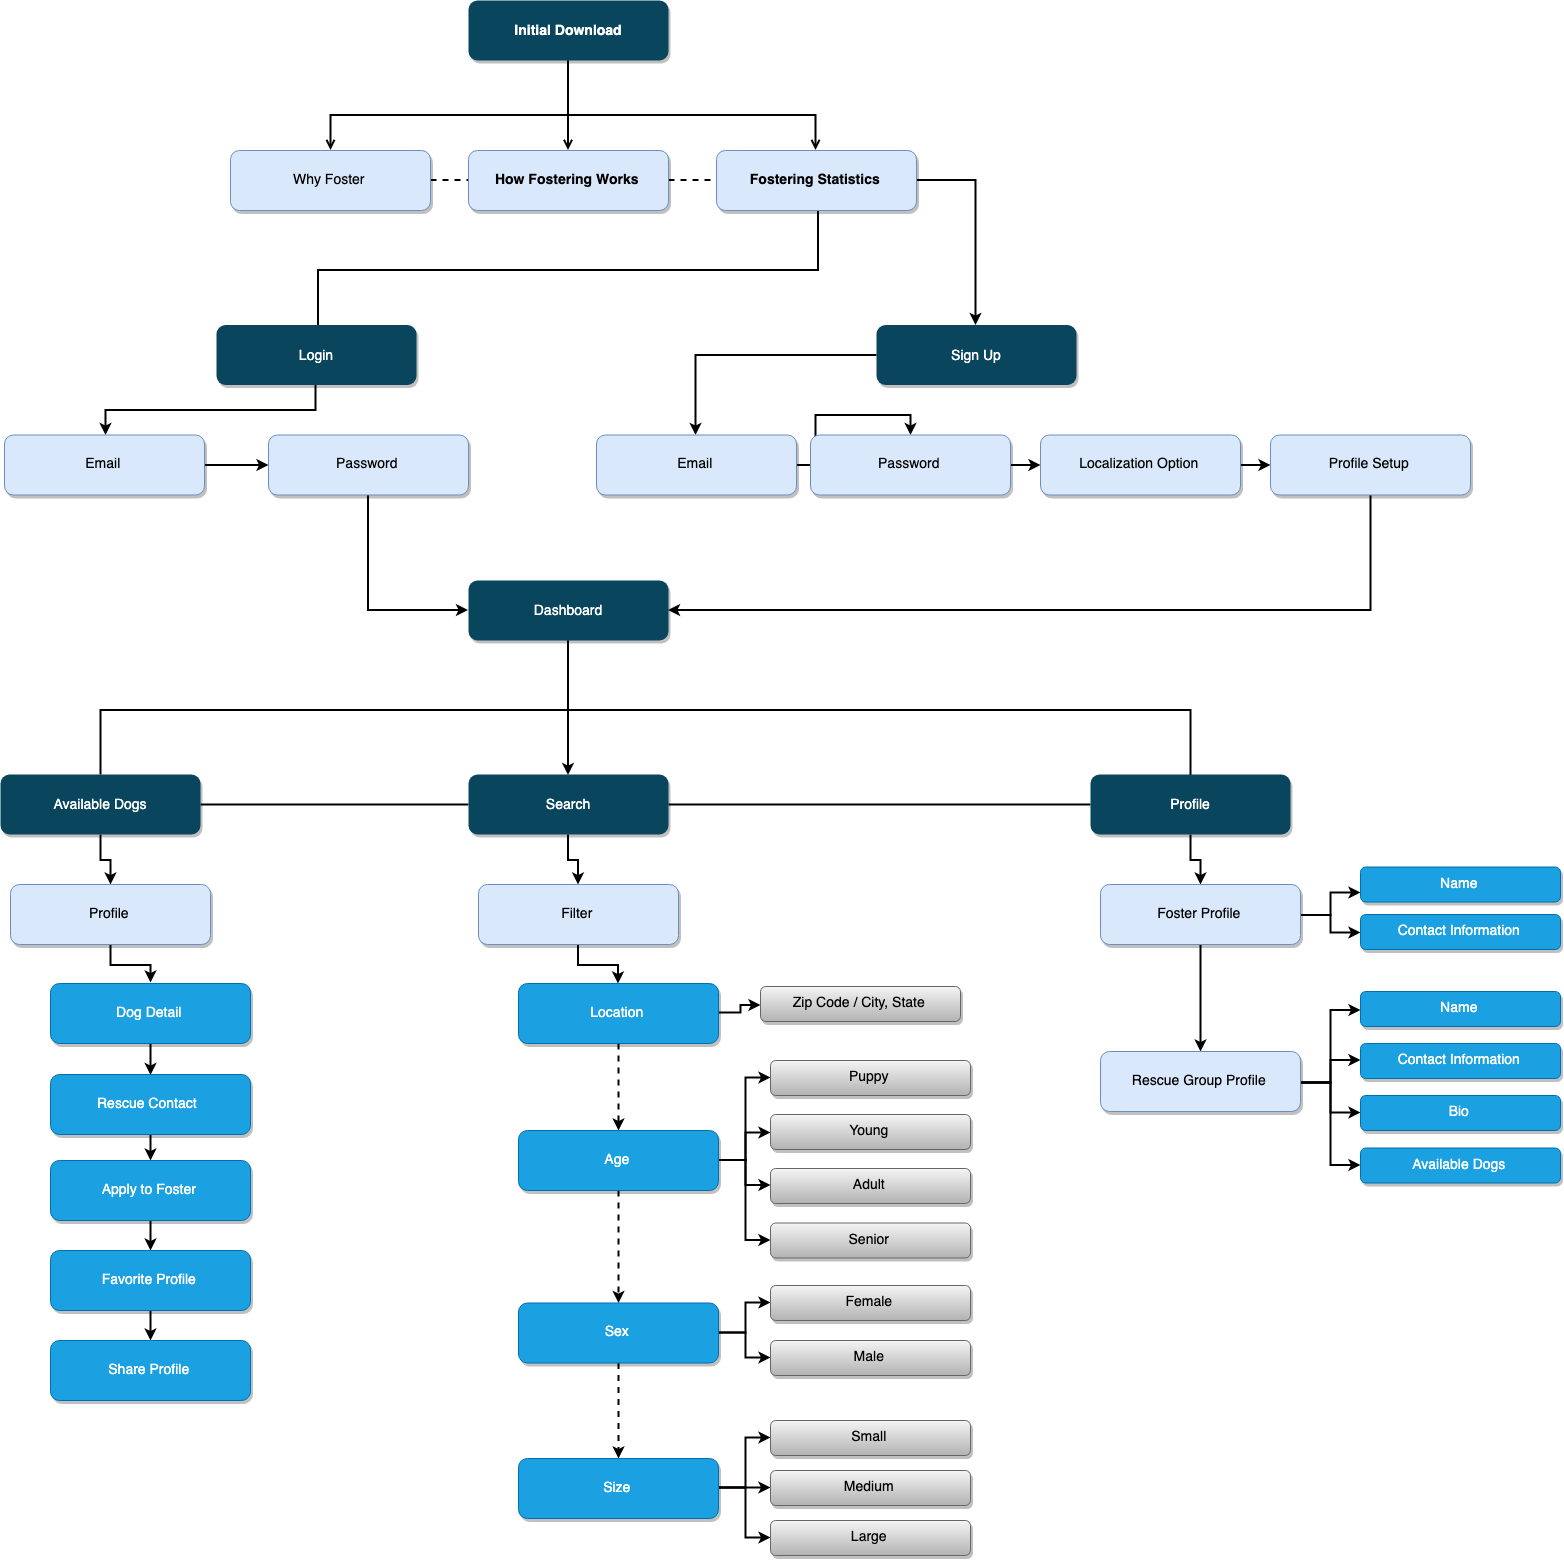 Initial Download
Why Foster
How Fostering Works
Fostering Statistics
Login
Sign Up
Email
Password
Email
Password
Localization Option
Profile Setup
Dashboard
Available Dogs
Search
Profile
Profile
Filter
Foster Profile
Name
Contact Information
Dog Detail
Location
Zip Code / City, State
Name
Rescue Contact
Puppy
Rescue Group Profile
Contact Information
Apply to Foster
Age
Young
Bio
Adult
Available Dogs
Favorite Profile
Senior
Share Profile
Sex
Female
Male
Size
Small
Medium
Large